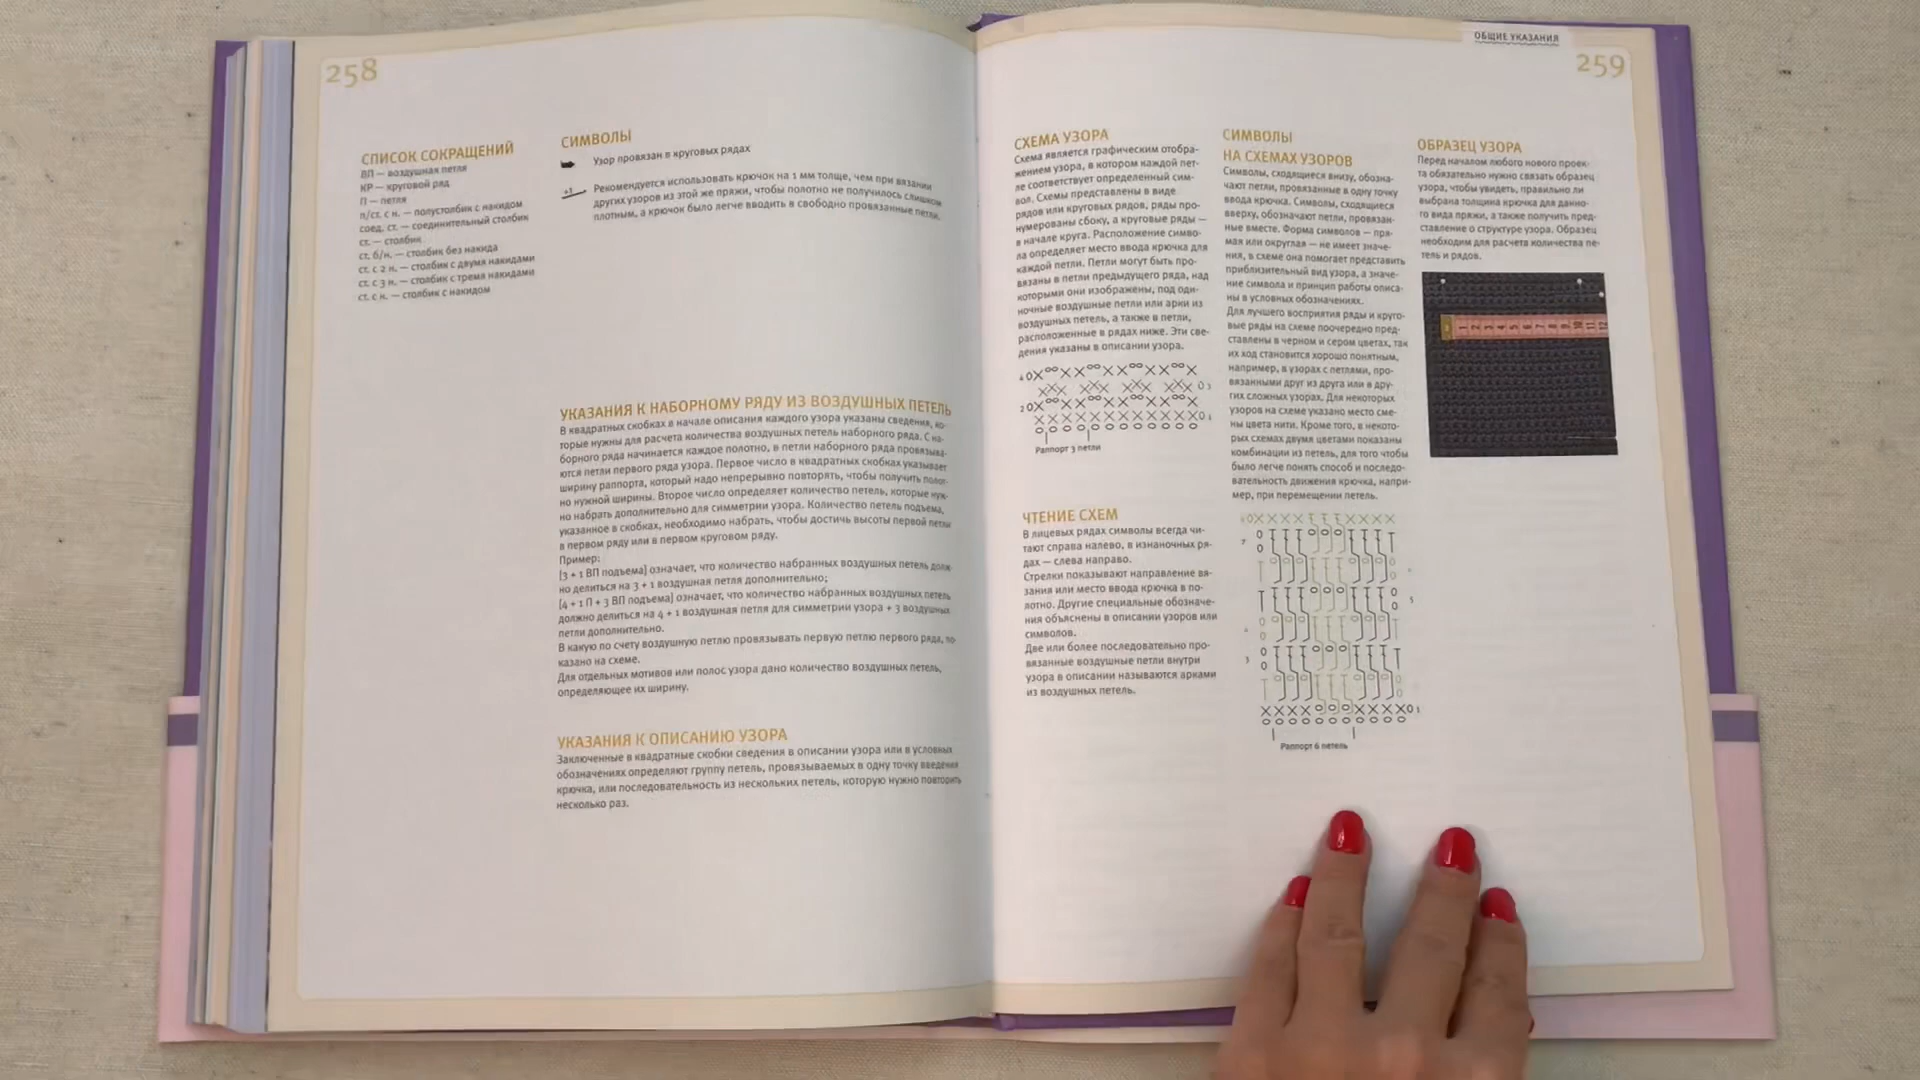 258
СПИСОК СОКРАЩЕНИЙ
ВП — воздушная петля
КР — круговой ряд
П — петля
п/ст. с н. — полустолбик с накидом
соед. ст. — соединительный столбик
ст. — столбик
ст. б/н. — столбик без накида
ст. с 2 н. — столбик с двумя накидами
ст. с 3 н. — столбик с тремя накидами
ст. с н. — столбик с накидом
СИМВОЛЫ
Узор провязан в круговых рядах
+1
Рекомендуется использовать крючок на 1 мм толще, чем при вязании
других узоров из этой же пряжи, чтобы полотно не получилось слишком
плотным, а крючок было легче вводить в свободно провязанные петли.
УКАЗАНИЯ К НАБОРНОМУ РЯДУ ИЗ ВОЗДУШНЫХ ПЕТЕЛЬ
В квадратных скобках в начале описания каждого узора указаны сведения, ко-
торые нужны для расчета количества воздушных петель наборного ряда. С на-
борного ряда начинается каждое полотно, в петли наборного ряда провязыва-
ются петли первого ряда узора. Первое число в квадратных скобках указывает
ширину раппорта, который надо непрерывно повторять, чтобы получить полот-
но нужной ширины. Второе число определяет количество петель, которые нуж-
но набрать дополнительно для симметрии узора. Количество петель подъема,
указанное в скобках, необходимо набрать, чтобы достичь высоты первой петли
в первом ряду или в первом круговом ряду.
Пример:
[3 + 1 ВП подъема] означает, что количество набранных воздушных петель долж-
но делиться на 3 + 1 воздушная петля дополнительно;
[4 + 1 П + 3 ВП подъема] означает, что количество набранных воздушных петель
должно делиться на 4 + 1 воздушная петля для симметрии узора + 3 воздушных
петли дополнительно.
В какую по счету воздушную петлю провязывать первую петлю первого ряда, по-
казано на схеме.
Для отдельных мотивов или полос узора дано количество воздушных петель,
определяющее их ширину.
УКАЗАНИЯ К ОПИСАНИЮ УЗОРА
Заключенные в квадратные скобки сведения в описании узора или в условных
обозначениях определяют группу петель, провязываемых в одну точку введения
крючка, или последовательность из нескольких петель, которую нужно повторить
несколько раз.
ОБЩИЕ УКАЗАНИЯ
259
СХЕМА УЗОРА
Схема является графическим отобра-
жением узора, в котором каждой пет-
ле соответствует определенный сим-
вол. Схемы представлены в виде
рядов или круговых рядов, ряды про-
нумерованы сбоку, а круговые ряды —
в начале круга. Расположение симво-
ла определяет место ввода крючка для
каждой петли. Петли могут быть про-
вязаны в петли предыдущего ряда, над
которыми они изображены, под оди-
ночные воздушные петли или арки из
воздушных петель, а также в петли,
расположенные в рядах ниже. Эти све-
дения указаны в описании узора.
4
3
2
1
Раппорт 3 петли
ЧТЕНИЕ СХЕМ
В лицевых рядах символы всегда чи-
тают справа налево, в изнаночных ря-
дах — слева направо.
Стрелки показывают направление вя-
зания или место ввода крючка в по-
лотно. Другие специальные обозначе-
ния объяснены в описании узоров или
символов.
Две или более последовательно про-
вязанные воздушные петли внутри
узора в описании называются арками
из воздушных петель.
СИМВОЛЫ
НА СХЕМАХ УЗОРОВ
Символы, сходящиеся внизу, обозна-
чают петли, провязанные в одну точку
ввода крючка. Символы, сходящиеся
вверху, обозначают петли, провязан-
ные вместе. Форма символов — пря-
мая или округлая — не имеет значе-
ния, в схеме она помогает представить
приблизительный вид узора, а значе-
ние символа и принцип работы описа-
ны в условных обозначениях.
Для лучшего восприятия ряды и круго-
вые ряды на схеме поочередно пред-
ставлены в черном и сером цветах, так
их ход становится хорошо понятным,
например, в узорах с петлями, про-
вязанными друг из друга или в дру-
гих сложных узорах. Для некоторых
узоров на схеме указано место сме-
ны цвета нити. Кроме того, в некото-
рых схемах двумя цветами показаны
комбинации из петель, для того чтобы
было легче понять способ и последо-
вательность движения крючка, напри-
мер, при перемещении петель.
Раппорт 6 петель
ОБРАЗЕЦ УЗОРА
Перед началом любого нового проек-
та обязательно нужно связать образец
узора, чтобы увидеть, правильно ли
выбрана толщина крючка для данно-
го вида пряжи, а также получить пред-
ставление о структуре узора. Образец
необходим для расчета количества пе-
тель и рядов.
1 2 3 4 5 6 7 8 9 10 11 12